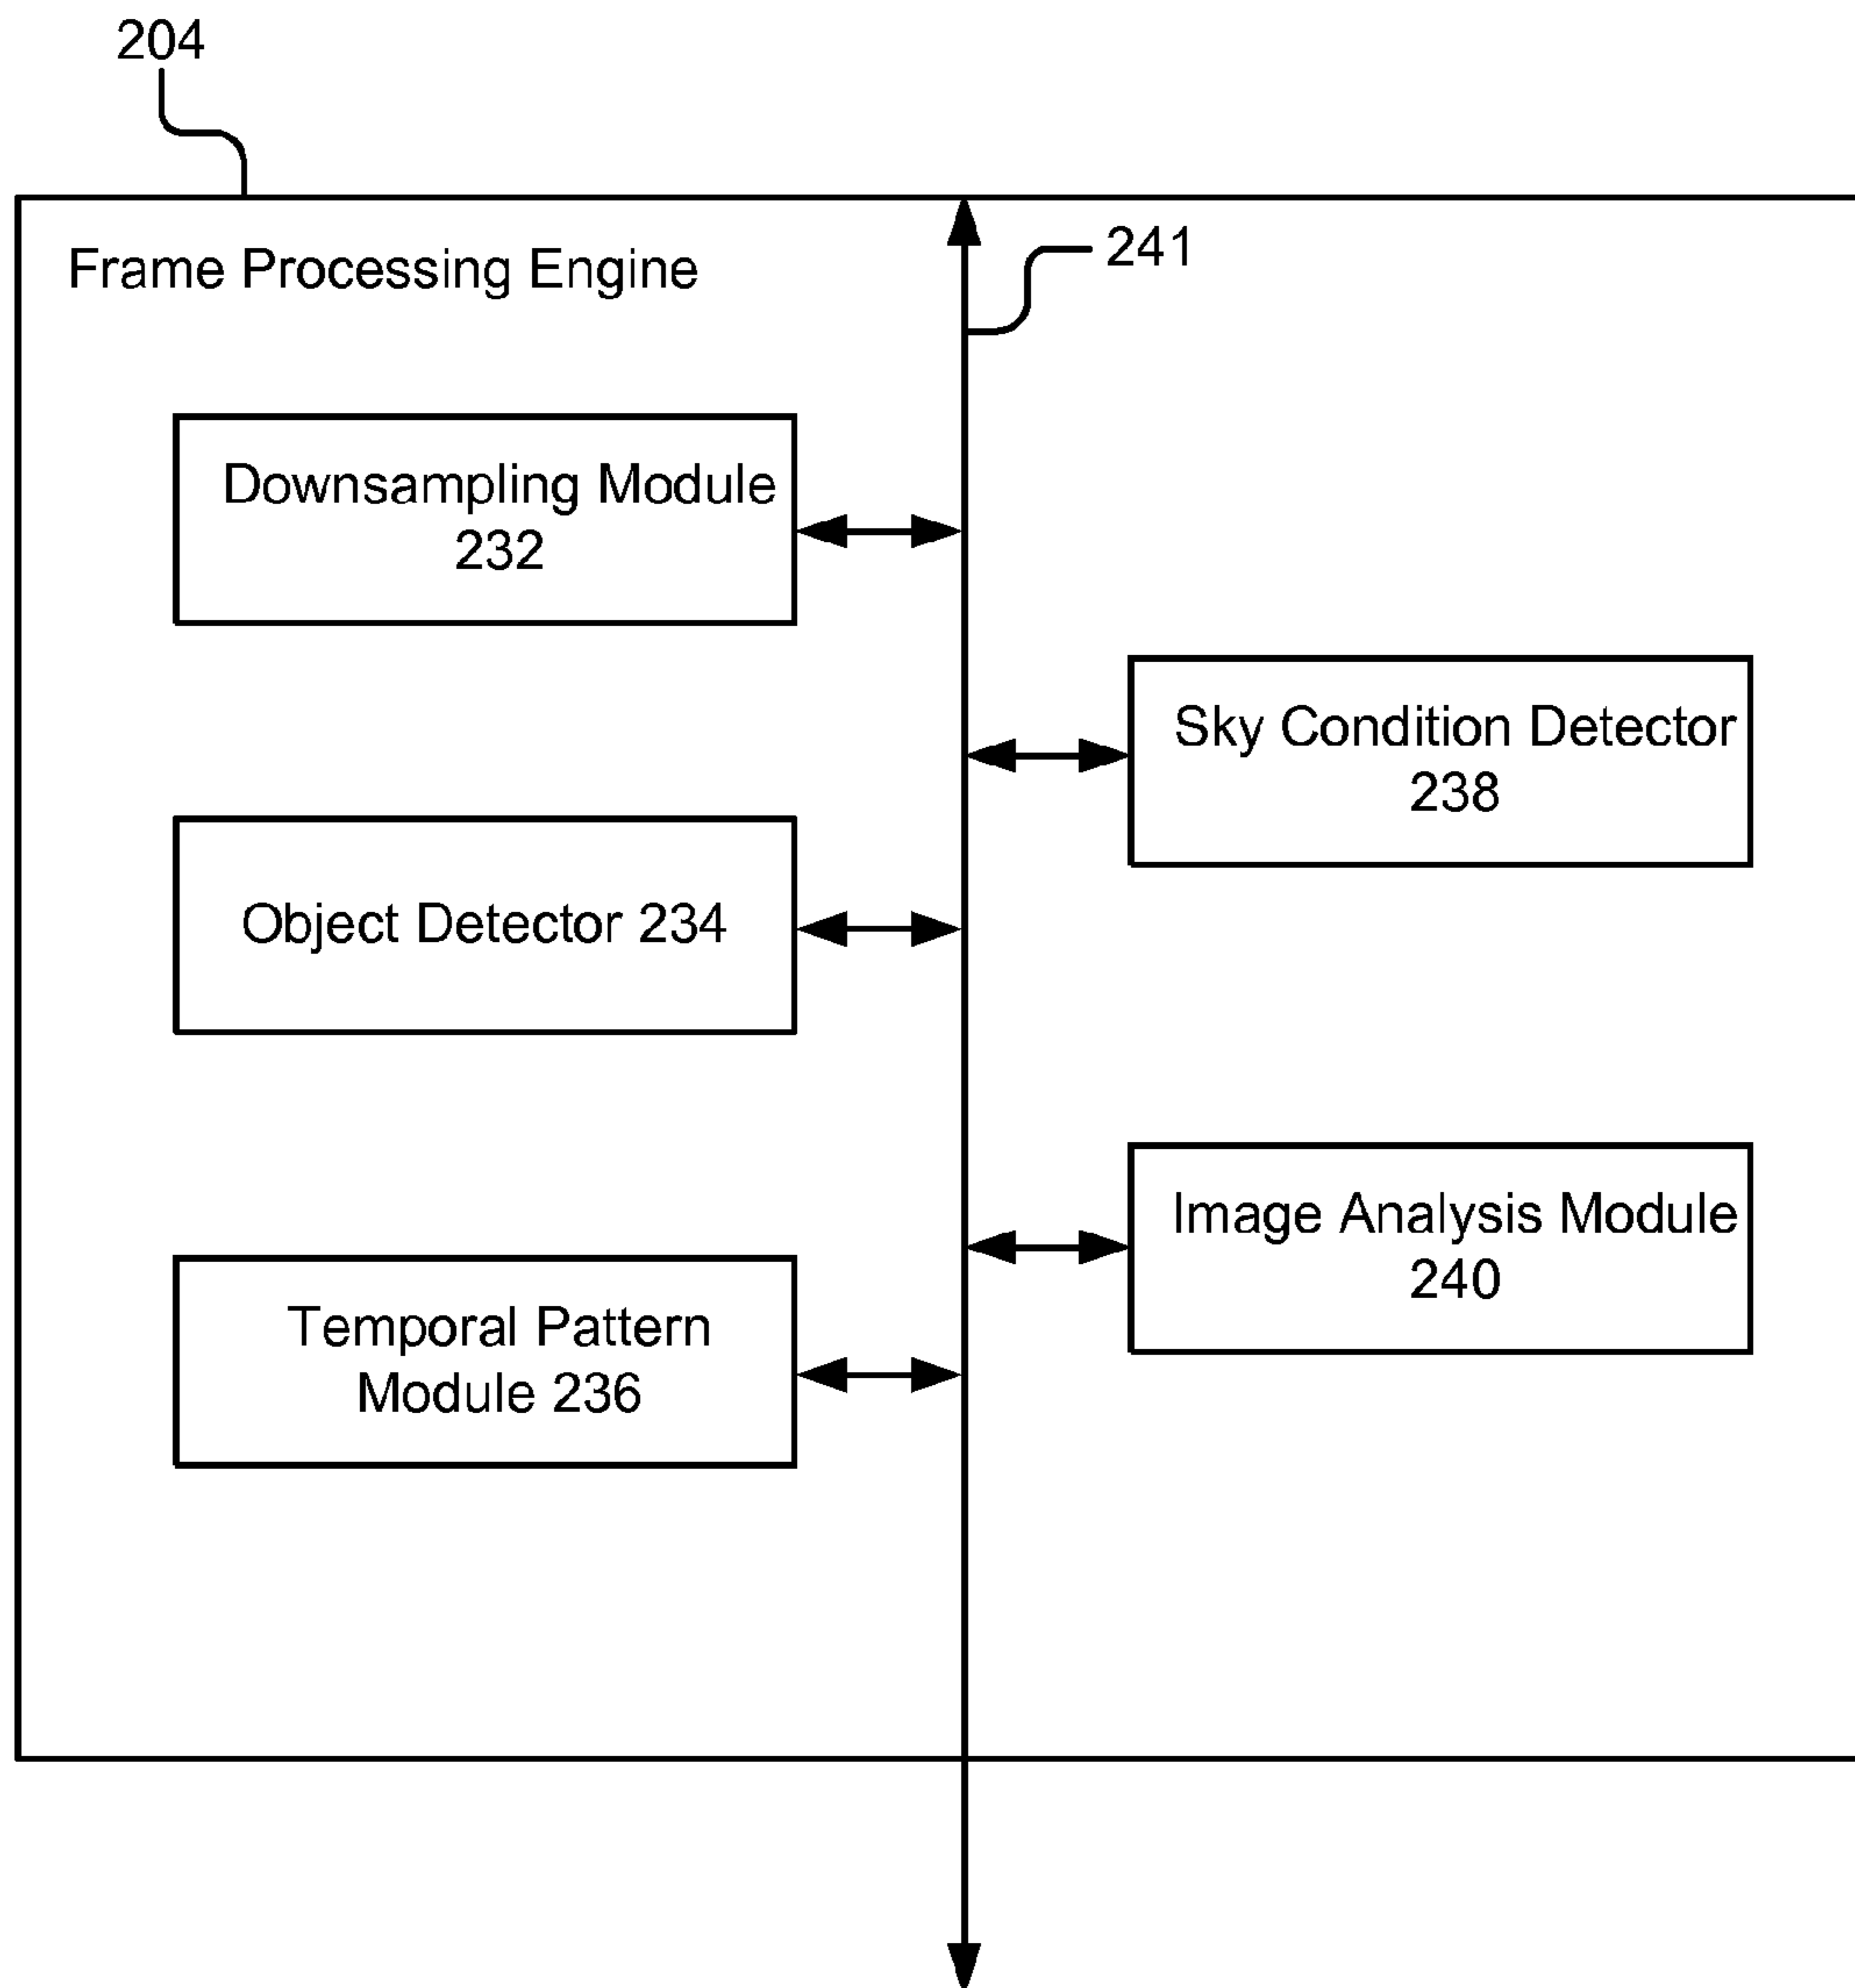 204
Frame Processing Engine
241
Downsampling Module
232
Sky Condition Detector
238
Object Detector 234
Image Analysis Module
240
Temporal Pattern
Module 236